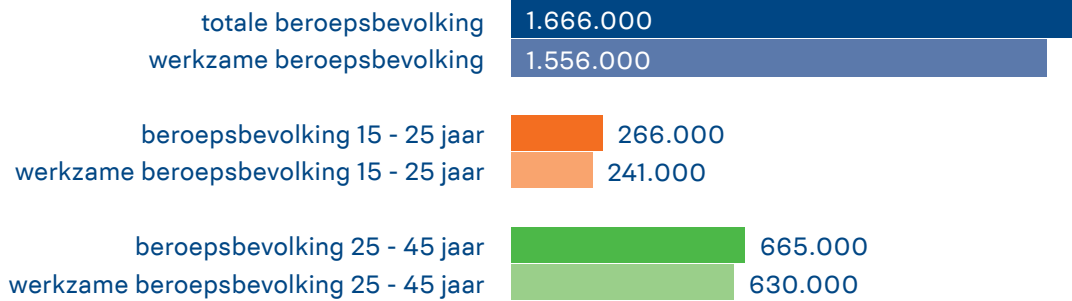 totale beroepsbevolking 1.666.000
werkzame beroepsbevolking 1.556.000
beroepsbevolking 15 - 25 jaar 266.000
werkzame beroepsbevolking 15 - 25 jaar 241.000
beroepsbevolking 25 - 45 jaar 665.000
werkzame beroepsbevolking 25 - 45 jaar 630.000